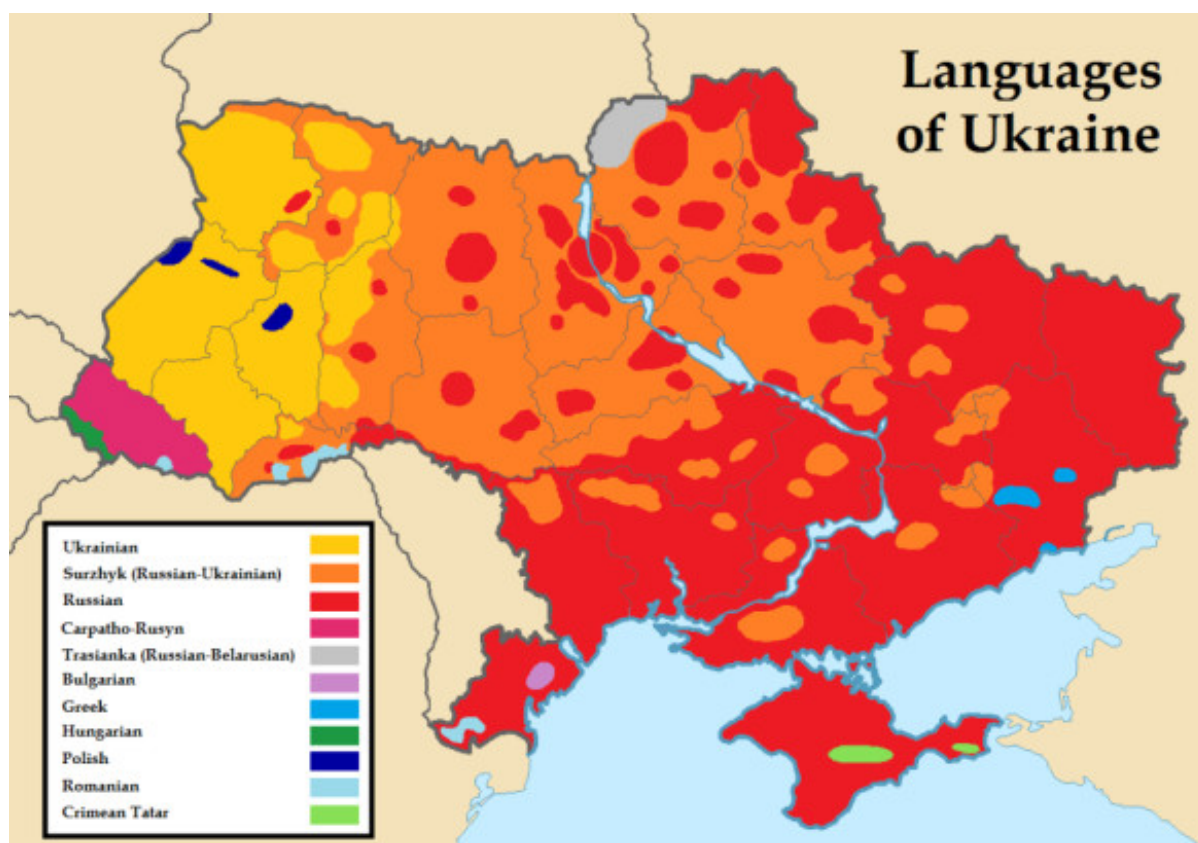 Languages
of Ukraine
Ukrainian
Surzhyk (Russian-Ukrainian)
Russian
Carpatho-Rusyn
Trasianka (Russian-Belarusian)
Bulgarian
Greek
Hungarian
Polish
Romanian
Crimean Tatar